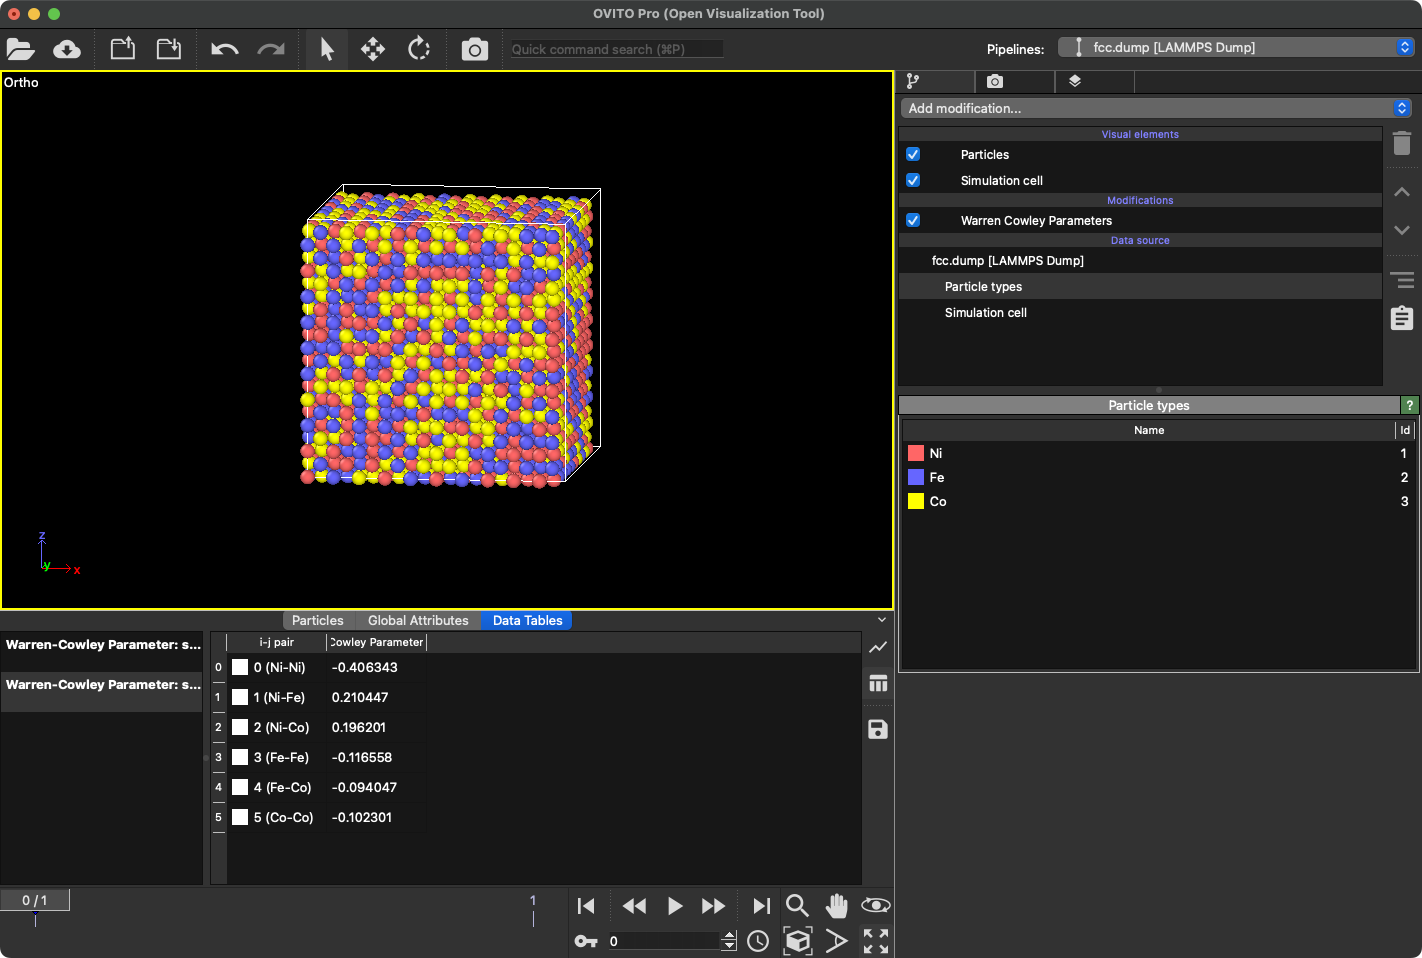 OVITO Pro (Open Visualization Tool)
Quick command search (⌘P)
Pipelines:
fcc.dump [LAMMPS Dump]
Ortho
z
y
x
Add modification...
Visual elements
Particles
Simulation cell
Modifications
Warren Cowley Parameters
Data source
fcc.dump [LAMMPS Dump]
Particle types
Simulation cell
Particle types
?
Name Id
Ni 1
Fe 2
Co 3
Particles Global Attributes Data Tables
Warren-Cowley Parameter: s...
Warren-Cowley Parameter: s...
i-j pair Cowley Parameter
0 0 (Ni-Ni) -0.406343
1 1 (Ni-Fe) 0.210447
2 2 (Ni-Co) 0.196201
3 3 (Fe-Fe) -0.116558
4 4 (Fe-Co) -0.094047
5 5 (Co-Co) -0.102301
0 / 1
1
0